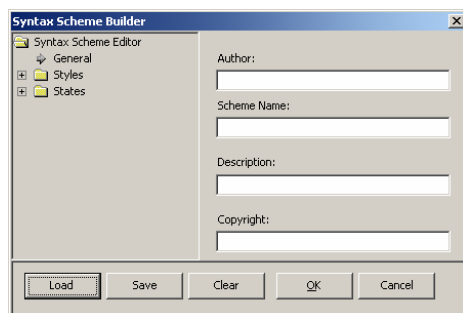 Syntax Scheme Builder
Syntax Scheme Editor
General
Styles
States
Author:
Scheme Name:
Description:
Copyright:
Load Save Clear OK Cancel